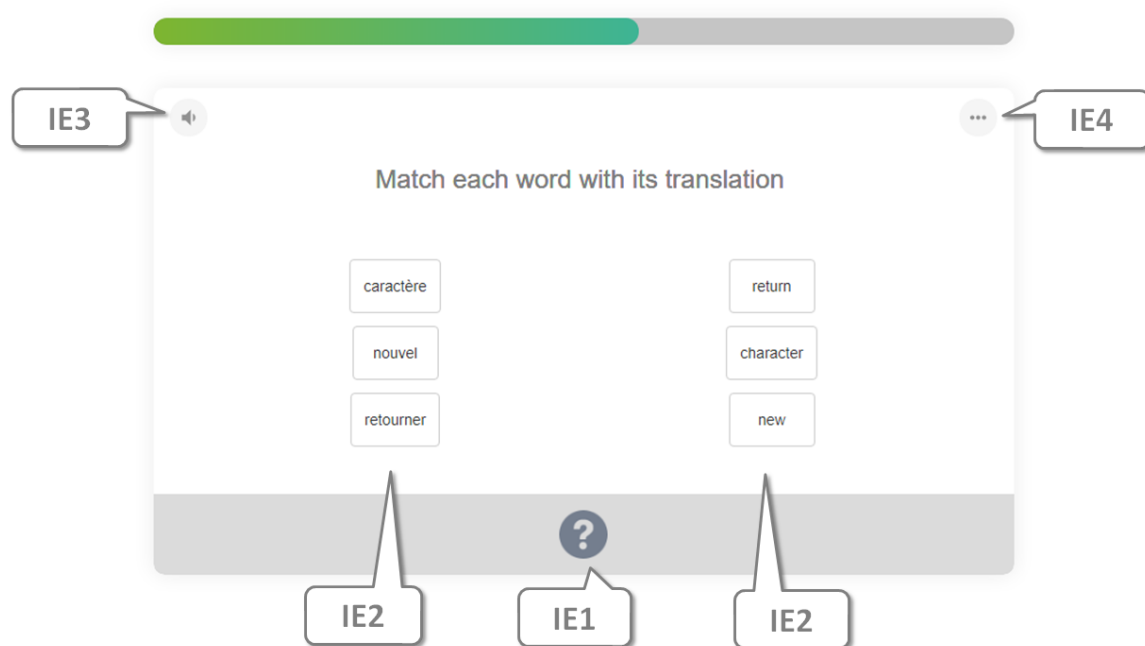 IE3
IE4
Match each word with its translation
caractère
return
nouvel
character
retourner
new
?
IE2
IE1
IE2